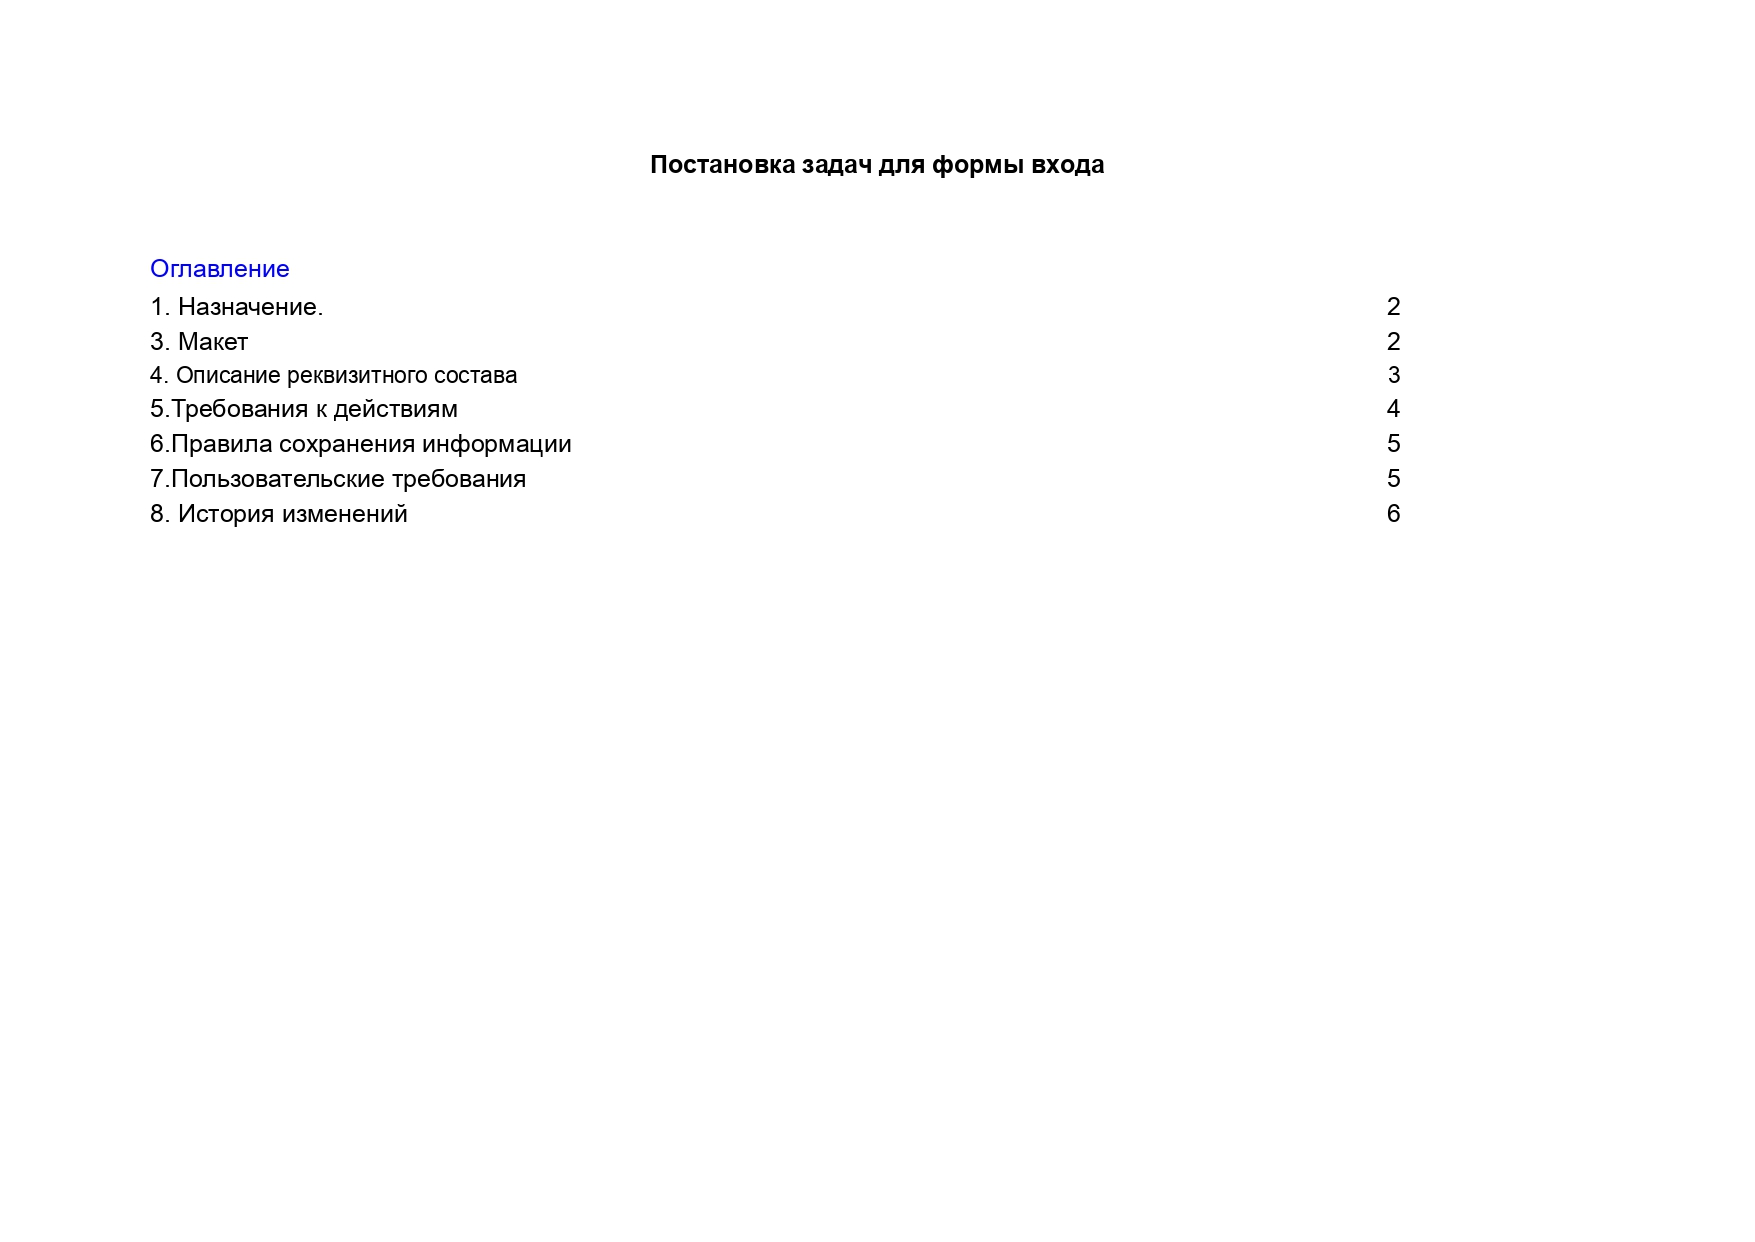 Постановка задач для формы входа
Оглавление
1. Назначение. 2
3. Макет 2
4. Описание реквизитного состава 3
5.Требования к действиям 4
6.Правила сохранения информации 5
7.Пользовательские требования 5
8. История изменений 6